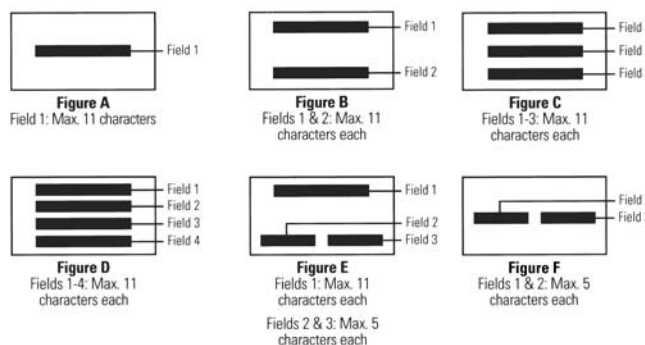 Field 1
Figure A
Field 1: Max. 11 characters
Field 1
Field 2
Figure B
Fields 1 & 2: Max. 11
characters each
Field
Field
Field
Figure C
Fields 1-3: Max. 11
characters each
Field 1
Field 2
Field 3
Field 4
Figure D
Fields 1-4: Max. 11
characters each
Field 1
Field 2
Field 3
Figure E
Fields 1: Max. 11
characters each
Fields 2 & 3: Max. 5
characters each
Field
Field
Figure F
Fields 1 & 2: Max. 5
characters each